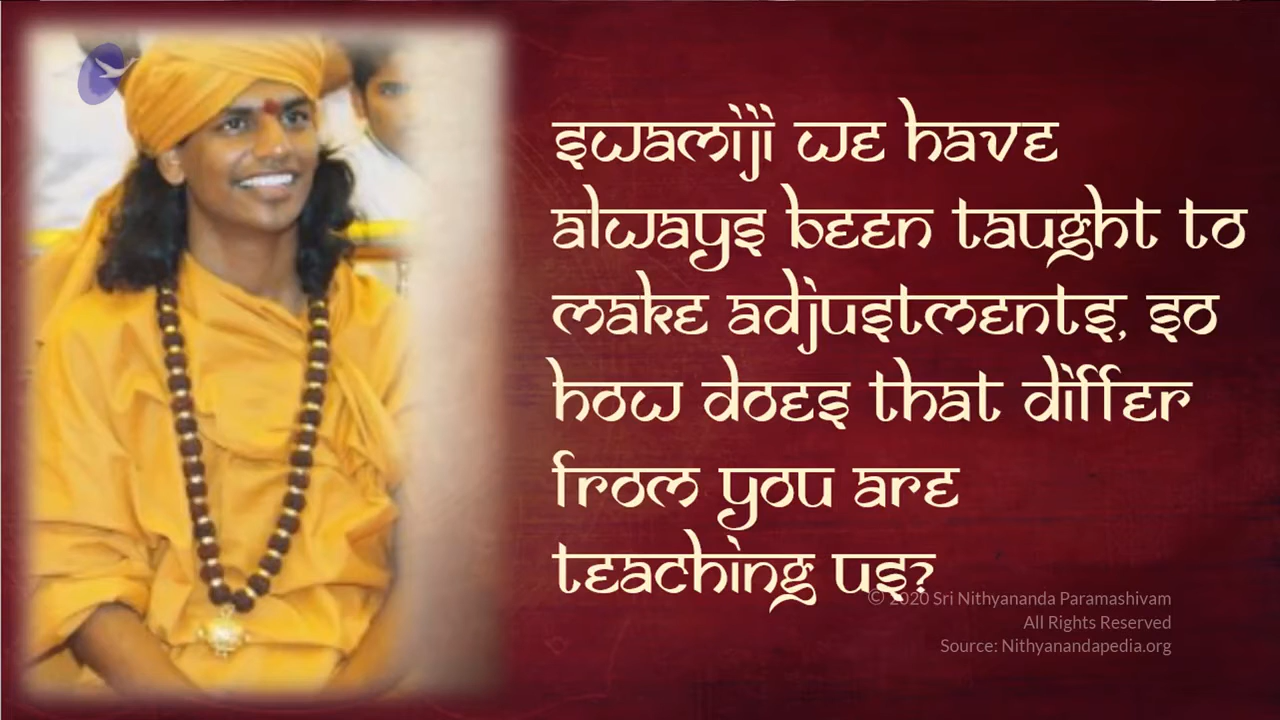 swamiji we have
always been taught to
make adjustments, so
how does that differ
from you are
teaching us?
© 2020 Sri Nithyananda Paramashivam
All Rights Reserved
Source: Nithyanandapedia.org